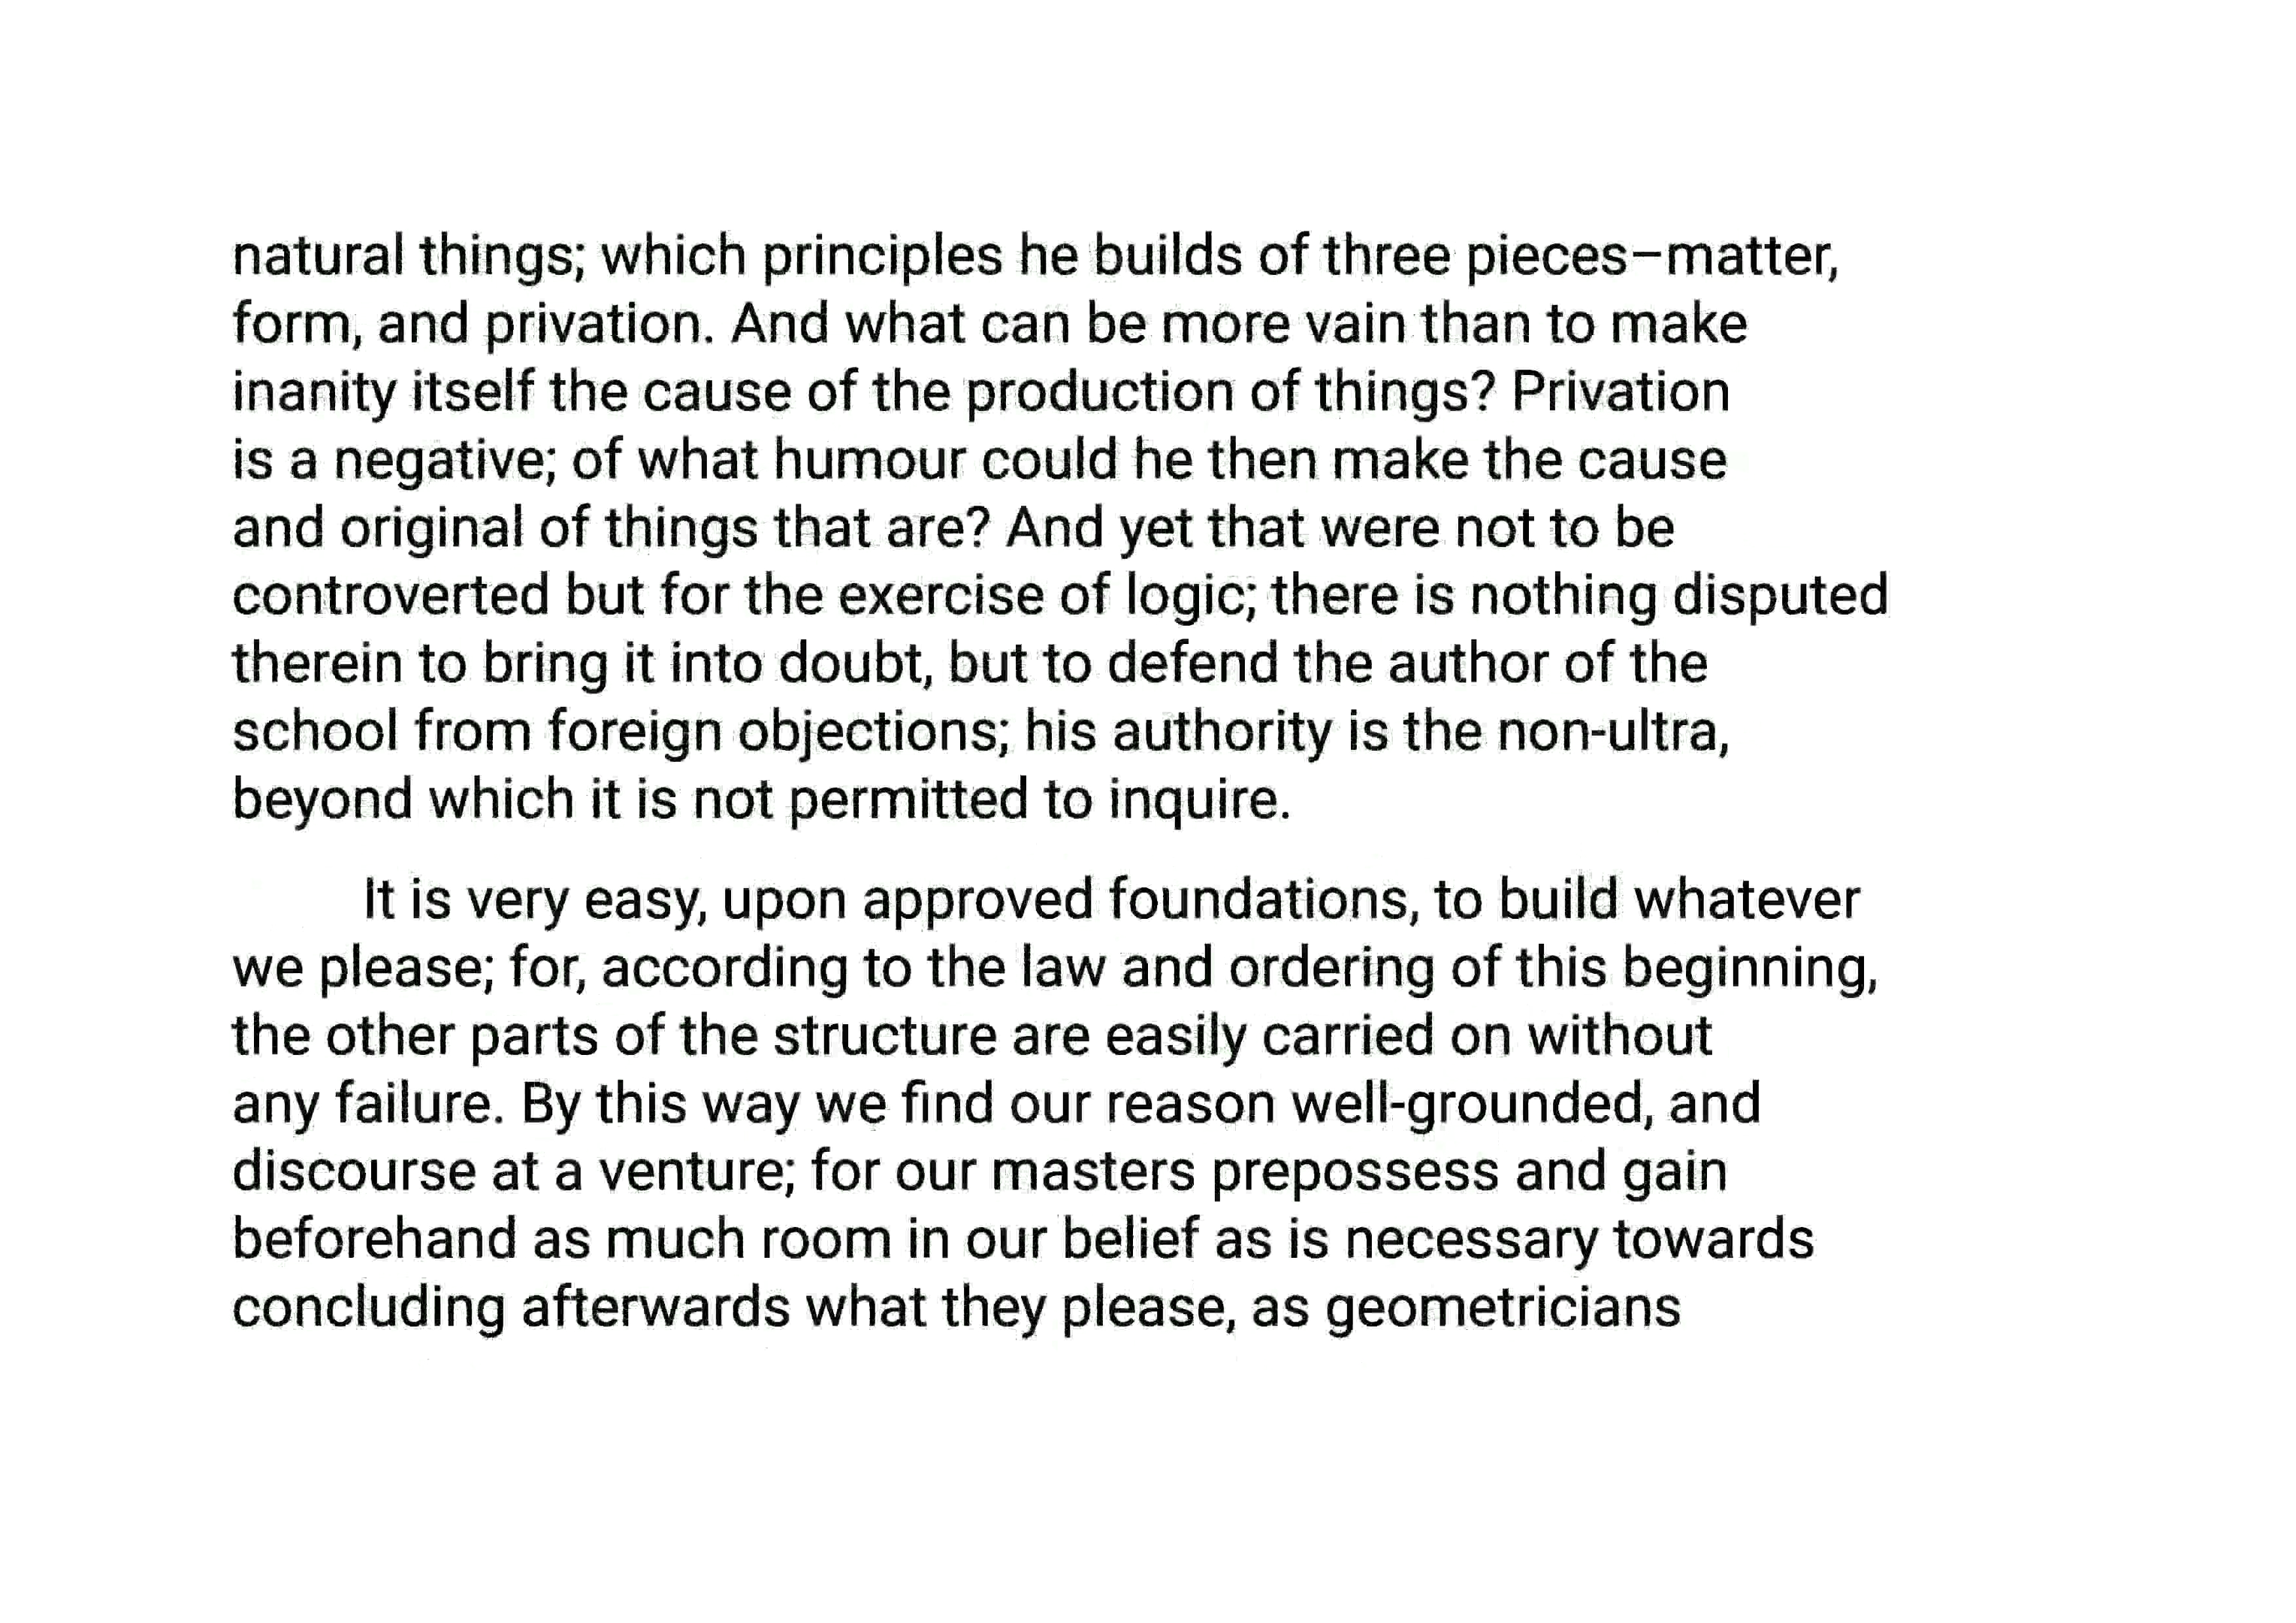 natural things; which principles he builds of three pieces–matter,
form, and privation. And what can be more vain than to make
inanity itself the cause of the production of things? Privation
is a negative; of what humour could he then make the cause
and original of things that are? And yet that were not to be
controverted but for the exercise of logic; there is nothing disputed
therein to bring it into doubt, but to defend the author of the
school from foreign objections; his authority is the non-ultra,
beyond which it is not permitted to inquire.
It is very easy, upon approved foundations, to build whatever
we please; for, according to the law and ordering of this beginning,
the other parts of the structure are easily carried on without
any failure. By this way we find our reason well-grounded, and
discourse at a venture; for our masters prepossess and gain
beforehand as much room in our belief as is necessary towards
concluding afterwards what they please, as geometricians